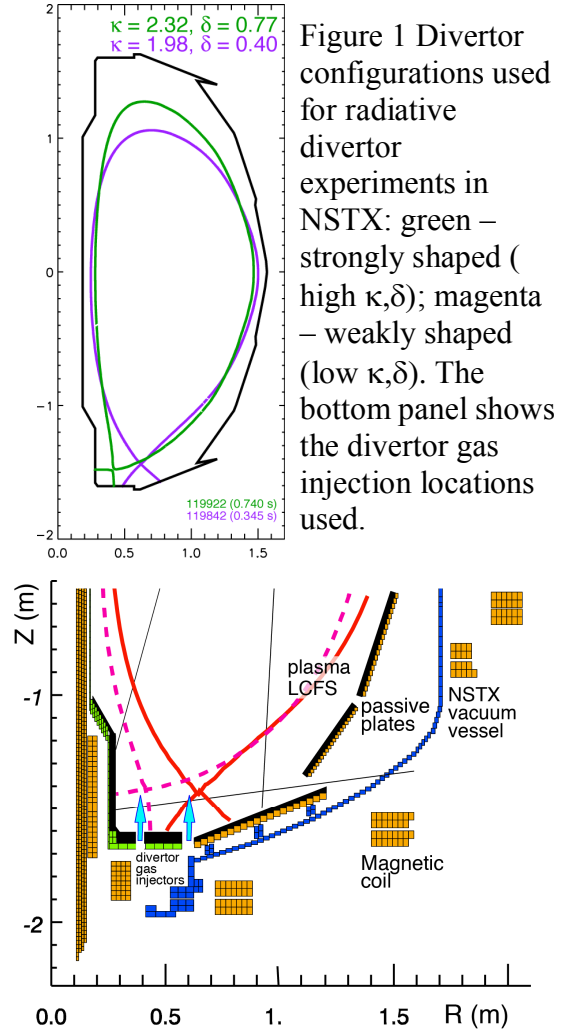 κ = 2.32, δ = 0.77
κ = 1.98, δ = 0.40
2
1
0
-1
-2
119922 (0.740 s)
119842 (0.345 s)
0.0 0.5 1.0 1.5
Figure 1 Divertor
configurations used
for radiative
divertor
experiments in
NSTX: green –
strongly shaped (
high κ,δ); magenta
– weakly shaped
(low κ,δ). The
bottom panel shows
the divertor gas
injection locations
used.
Z (m)
-1
-2
plasma
LCFS
passive
plates
NSTX
vacuum
vessel
divertor
gas
injectors
Magnetic
coil
0.0 0.5 1. 1.5 R (m)